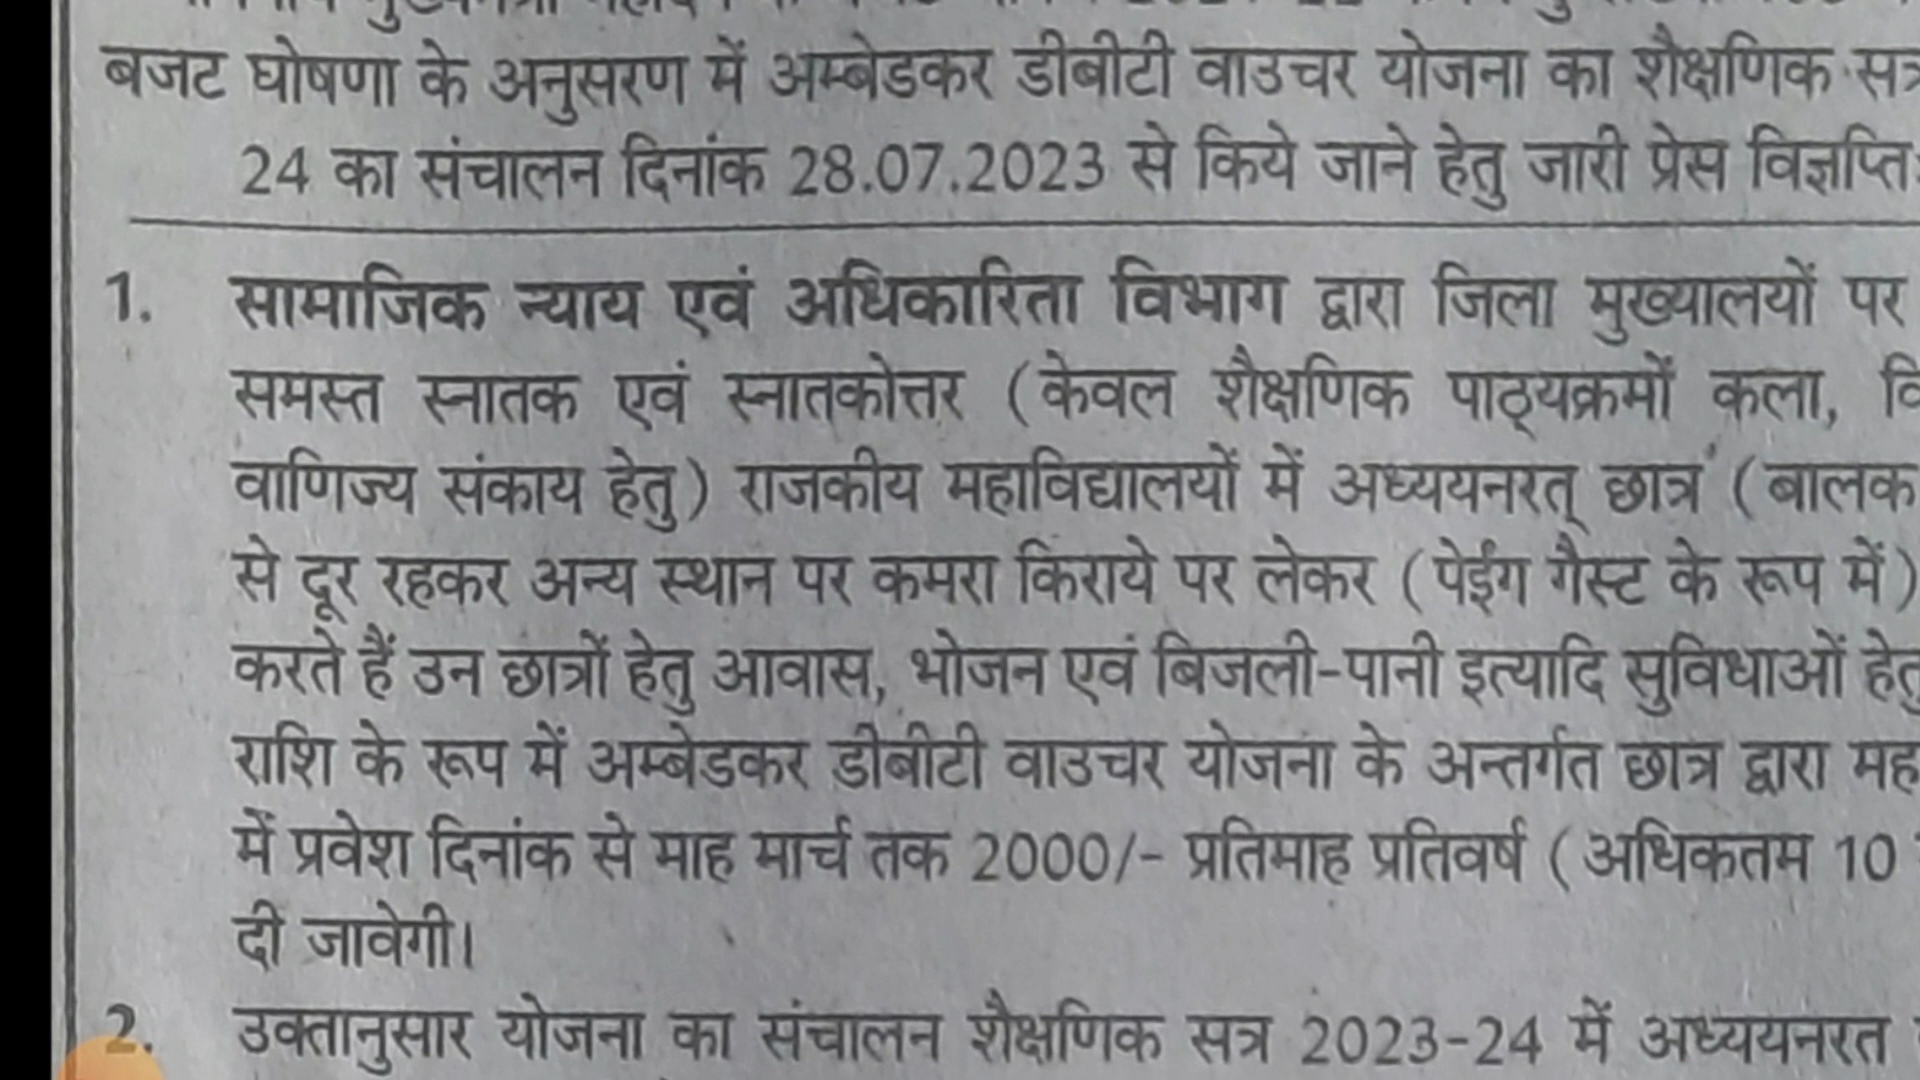 बजट घोषणा के अनुसरण में अम्बेडकर डीबीटी वाउचर योजना का शैक्षणिक सत्र
24 का संचालन दिनांक 28.07.2023 से किये जाने हेतु जारी प्रेस विज्ञप्ति
1. सामाजिक न्याय एवं अधिकारिता विभाग द्वारा जिला मुख्यालयों पर
समस्त स्नातक एवं स्नातकोत्तर (केवल शैक्षणिक पाठ्यक्रमों कला,
वाणिज्य संकाय हेतु) राजकीय महाविद्यालयों में अध्ययनरत् छात्र (बालक
से दूर रहकर अन्य स्थान पर कमरा किराये पर लेकर (पेईंग गैस्ट के रूप में)
करते हैं उन छात्रों हेतु आवास, भोजन एवं बिजली-पानी इत्यादि सुविधाओं हेतु
राशि के रूप में अम्बेडकर डीबीटी वाउचर योजना के अन्तर्गत छात्र द्वारा
में प्रवेश दिनांक से माह मार्च तक 2000/- प्रतिमाह प्रतिवर्ष (अधिकतम 10
दी जावेगी।
2. उक्तानुसार योजना का संचालन शैक्षणिक सत्र 2023-24 में अध्ययनरत